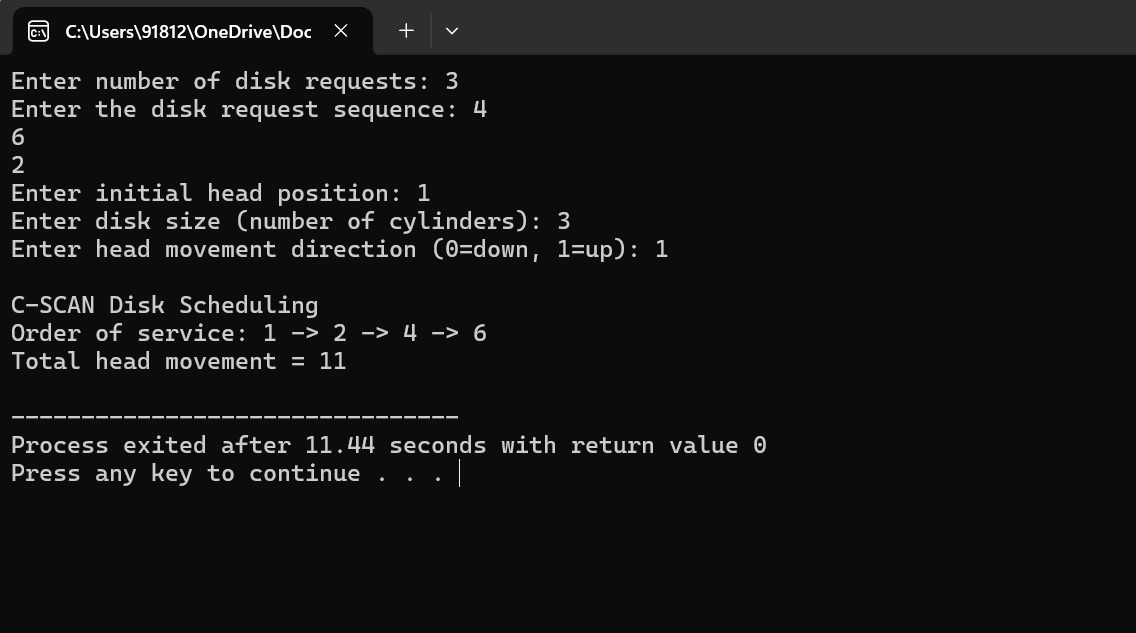 C:\Users\91812\OneDrive\Doc
Enter number of disk requests: 3
Enter the disk request sequence: 4
6
2
Enter initial head position: 1
Enter disk size (number of cylinders): 3
Enter head movement direction (0=down, 1=up): 1
C-SCAN Disk Scheduling
Order of service: 1 -> 2 -> 4 -> 6
Total head movement = 11
--------------------------------
Process exited after 11.44 seconds with return value 0
Press any key to continue . . .